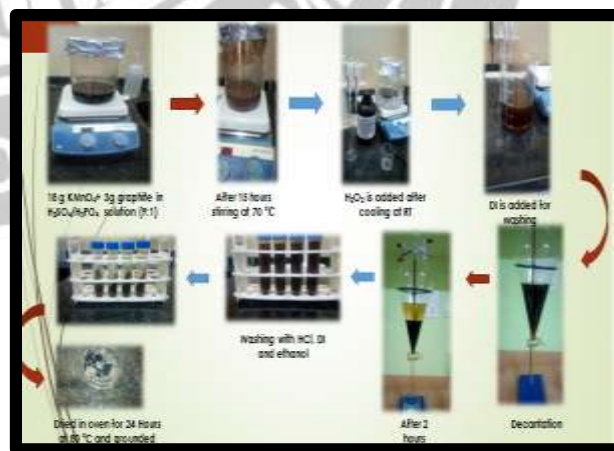 18 g KMnO₄+ 3g graphite in
H₂SO₄/H₃PO₄ solution (9:1)
After 15 hours
stirring at 70 °C
H₂O₂ is added after
cooling at RT
DI is added for
washing
Decantation
After 2
hours
Washing with HCl, DI
and ethanol
Dried in oven for 24 Hours
at 80 °C and grounded